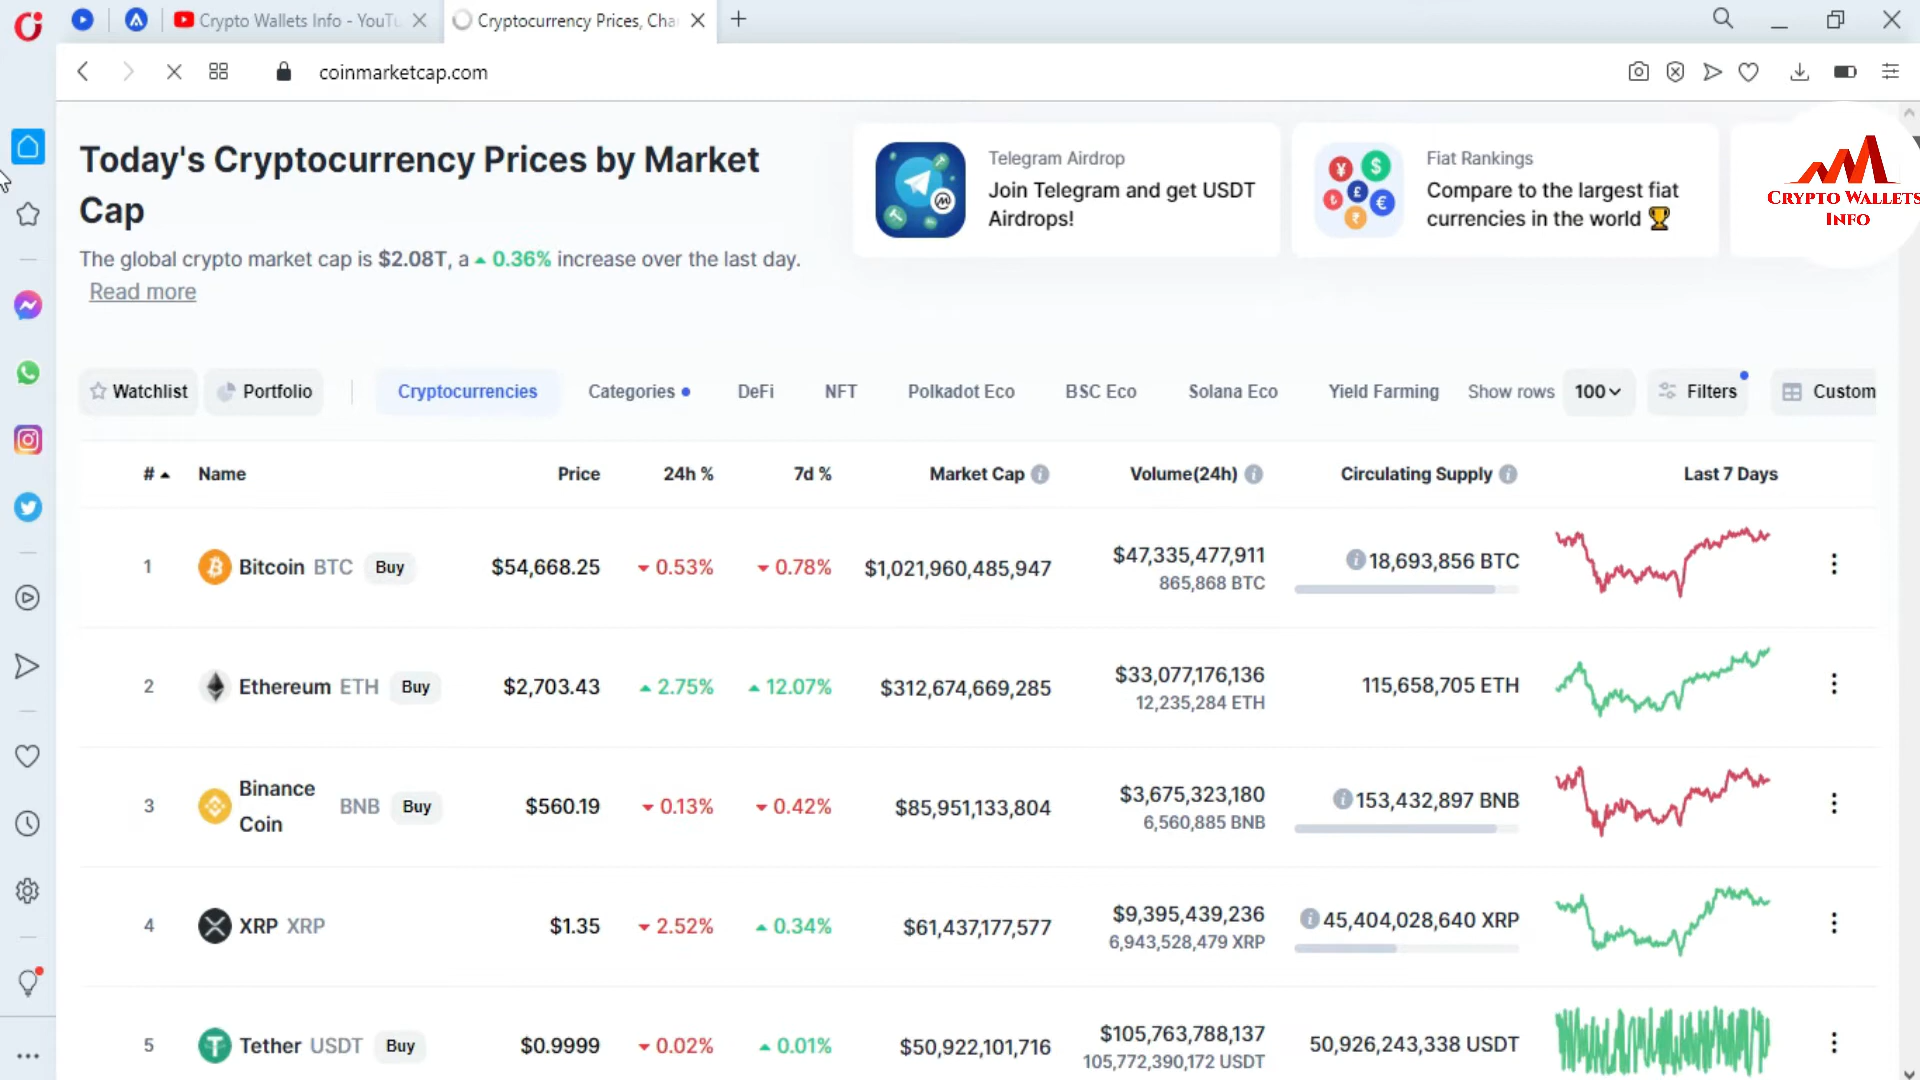 Crypto Wallets Info - YouTu
Cryptocurrency Prices, Cha
coinmarketcap.com
Today's Cryptocurrency Prices by Market
Cap
The global crypto market cap is $2.08T, a 0.36% increase over the last day.
Read more
Telegram Airdrop
Join Telegram and get USDT
Airdrops!
Fiat Rankings
Compare to the largest fiat
currencies in the world 🏆
CRYPTO WALLETS
INFO
Watchlist Portfolio Cryptocurrencies Categories DeFi NFT Polkadot Eco BSC Eco Solana Eco Yield Farming Show rows 100 Filters Custom
# Name Price 24h % 7d % Market Cap Volume(24h) Circulating Supply Last 7 Days
1 Bitcoin BTC Buy $54,668.25 0.53% 0.78% $1,021,960,485,947 $47,335,477,911 18,693,856 BTC
865,868 BTC
2 Ethereum ETH Buy $2,703.43 2.75% 12.07% $312,674,669,285 $33,077,176,136 115,658,705 ETH
12,235,284 ETH
3 Binance Coin BNB Buy $560.19 0.13% 0.42% $85,951,133,804 $3,675,323,180 153,432,897 BNB
6,560,885 BNB
4 XRP XRP $1.35 2.52% 0.34% $61,437,177,577 $9,395,439,236 45,404,028,640 XRP
6,943,528,479 XRP
5 Tether USDT Buy $0.9999 0.02% 0.01% $50,922,101,716 $105,763,788,137 50,926,243,338 USDT
105,772,390,172 USDT